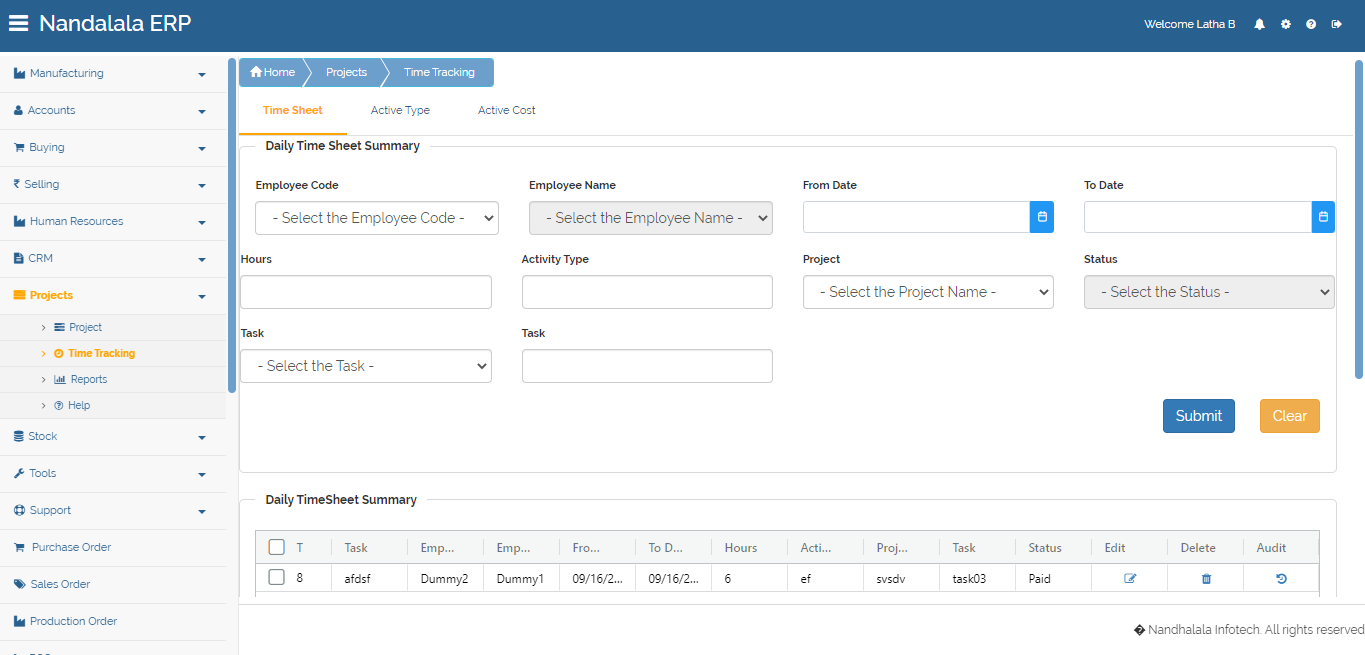 Nandalala ERP
Welcome Latha B
Manufacturing
Accounts
Buying
₹ Selling
Human Resources
CRM
Projects
Project
Time Tracking
Reports
Help
Stock
Tools
Support
Purchase Order
Sales Order
Production Order
Home Projects Time Tracking
Time Sheet Active Type Active Cost
Daily Time Sheet Summary
Employee Code Employee Name From Date To Date
- Select the Employee Code - - Select the Employee Name -
Hours Activity Type Project Status
- Select the Project Name - - Select the Status -
Task Task
- Select the Task -
Submit Clear
Daily TimeSheet Summary
T Task Emp... Emp... Fro... To D... Hours Acti... Proj... Task Status Edit Delete Audit
8 afdsf Dummy2 Dummy1 09/16/2... 09/16/2... 6 ef svsdv task03 Paid
� Nandhalala Infotech. All rights reserved